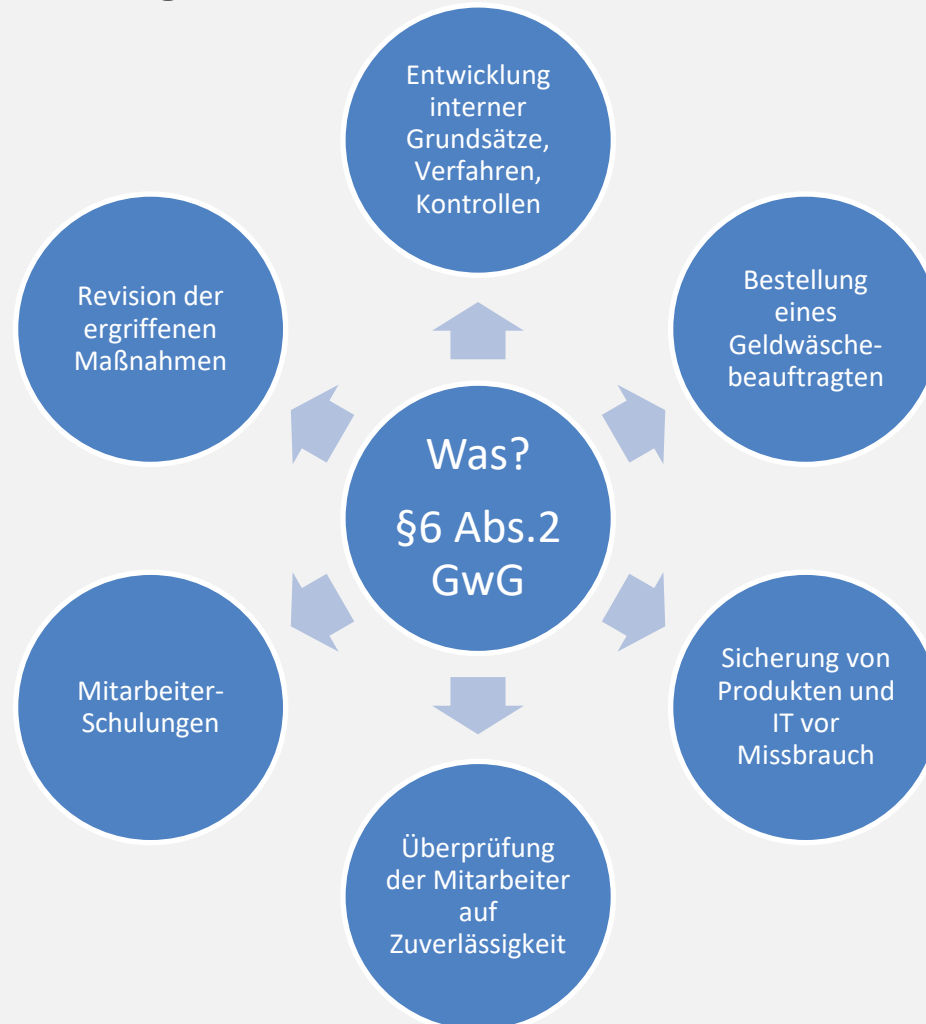 Entwicklung
interner
Grundsätze,
Verfahren,
Kontrollen
Bestellung
eines
Geldwäsche-
beauftragten
Sicherung von
Produkten und
IT vor
Missbrauch
Überprüfung
der Mitarbeiter
auf
Zuverlässigkeit
Mitarbeiter-
Schulungen
Revision der
ergriffenen
Maßnahmen
Was?
§6 Abs.2
GwG